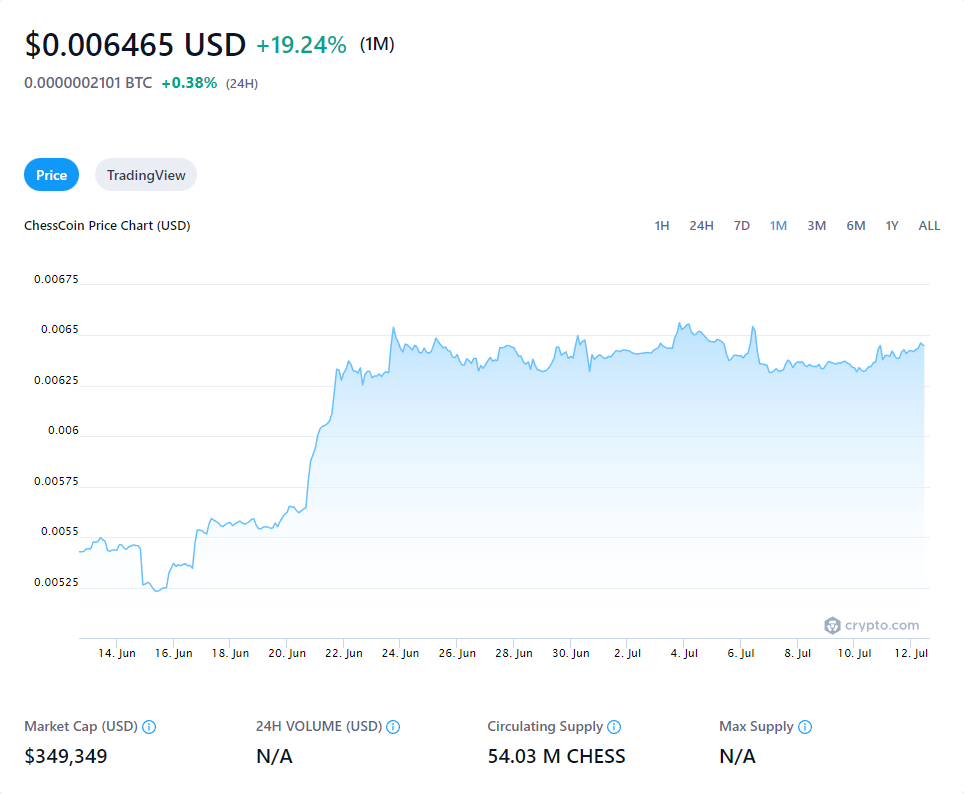 $0.006465 USD +19.24% (1M)
0.0000002101 BTC +0.38% (24H)
Price TradingView
ChessCoin Price Chart (USD) 1H 24H 7D 1M 3M 6M 1Y ALL
0.00675
0.0065
0.00625
0.006
0.00575
0.0055
0.00525
crypto.com
14. Jun 16. Jun 18. Jun 20. Jun 22. Jun 24. Jun 26. Jun 28. Jun 30. Jun 2. Jul 4. Jul 6. Jul 8. Jul 10. Jul 12. Jul
Market Cap (USD) 24H VOLUME (USD) Circulating Supply Max Supply
$349,349 N/A 54.03 M CHESS N/A